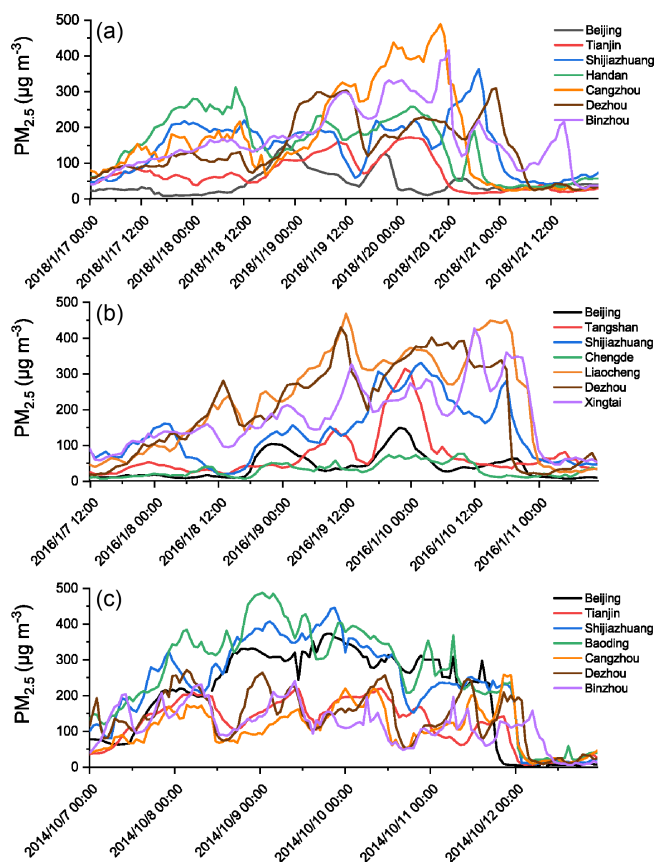 (a)
PM2.5 (μg m-3)
500
400
300
200
100
0
Beijing
Tianjin
Shijiazhuang
Handan
Cangzhou
Dezhou
Binzhou
2018/1/17 00:00
2018/1/17 12:00
2018/1/18 00:00
2018/1/18 12:00
2018/1/19 00:00
2018/1/19 12:00
2018/1/20 00:00
2018/1/20 12:00
2018/1/21 00:00
2018/1/21 12:00
(b)
PM2.5 (μg m-3)
500
400
300
200
100
0
Beijing
Tangshan
Shijiazhuang
Chengde
Liaocheng
Dezhou
Xingtai
2016/1/7 12:00
2016/1/8 00:00
2016/1/8 12:00
2016/1/9 00:00
2016/1/9 12:00
2016/1/10 00:00
2016/1/10 12:00
2016/1/11 00:00
(c)
PM2.5 (μg m-3)
500
400
300
200
100
0
Beijing
Tianjin
Shijiazhuang
Baoding
Cangzhou
Dezhou
Binzhou
2014/10/7 00:00
2014/10/8 00:00
2014/10/9 00:00
2014/10/10 00:00
2014/10/11 00:00
2014/10/12 00:00